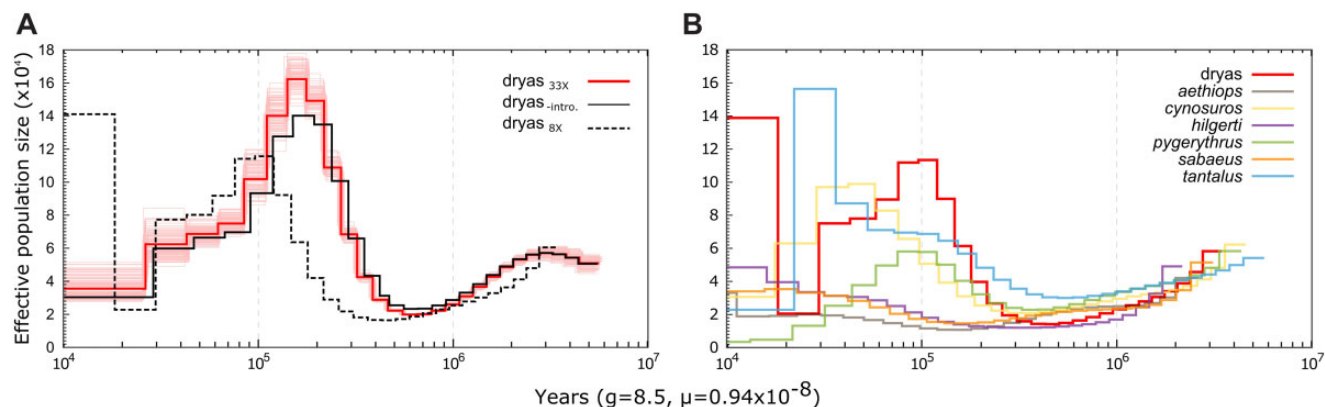 A
B
Effective population size (x10⁴)
18
16
14
12
10
8
6
4
2
0
10⁴
10⁵
10⁶
10⁷
dryas 33X
dryas -intro.
dryas 8X
18
16
14
12
10
8
6
4
2
0
10⁴
10⁵
10⁶
10⁷
dryas
aethiops
cynosuros
hilgerti
pygerythrus
sabaeus
tantalus
Years (g=8.5, μ=0.94x10⁻⁸)